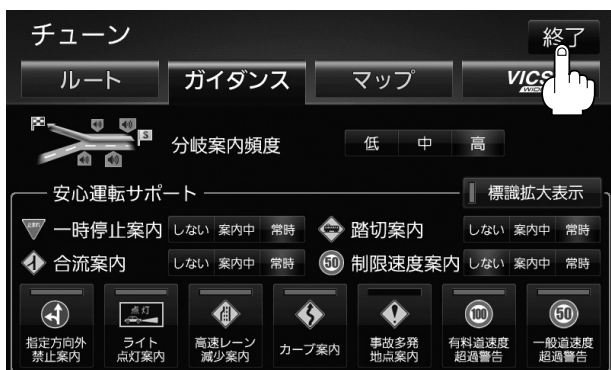 チューン
終了
ルート
ガイダンス
マップ
VICS
WIDE
S
分岐案内頻度
低 中 高
安心運転サポート
標識拡大表示
止まれ
一時停止案内
しない 案内中 常時
踏切案内
しない 案内中 常時
合流案内
しない 案内中 常時
50
制限速度案内
しない 案内中 常時
指定方向外
禁止案内
点灯
ライト
点灯案内
高速レーン
減少案内
カーブ案内
事故多発
地点案内
100
有料道速度
超過警告
50
一般道速度
超過警告